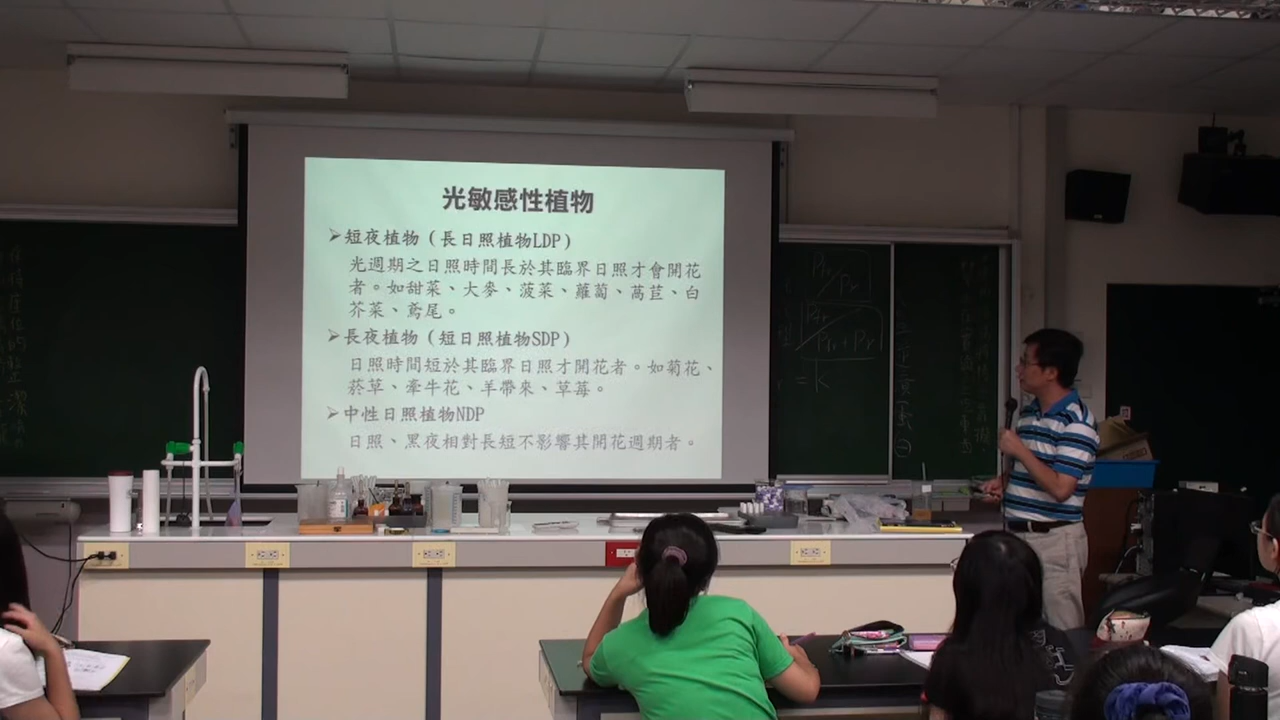 光敏感性植物
➢短夜植物（長日照植物LDP）
光週期之日照時間長於其臨界日照才會開花
者。如甜菜、大麥、菠菜、蘿蔔、萵苣、白
芥菜、鳶尾。
➢長夜植物（短日照植物SDP）
日照時間短於其臨界日照才開花者。如菊花、
菸草、牽牛花、羊帶來、草莓。
➢中性日照植物NDP
日照、黑夜相對長短不影響其開花週期者。
Pfr/Pr
Pfr/Pfr+Pr
= K